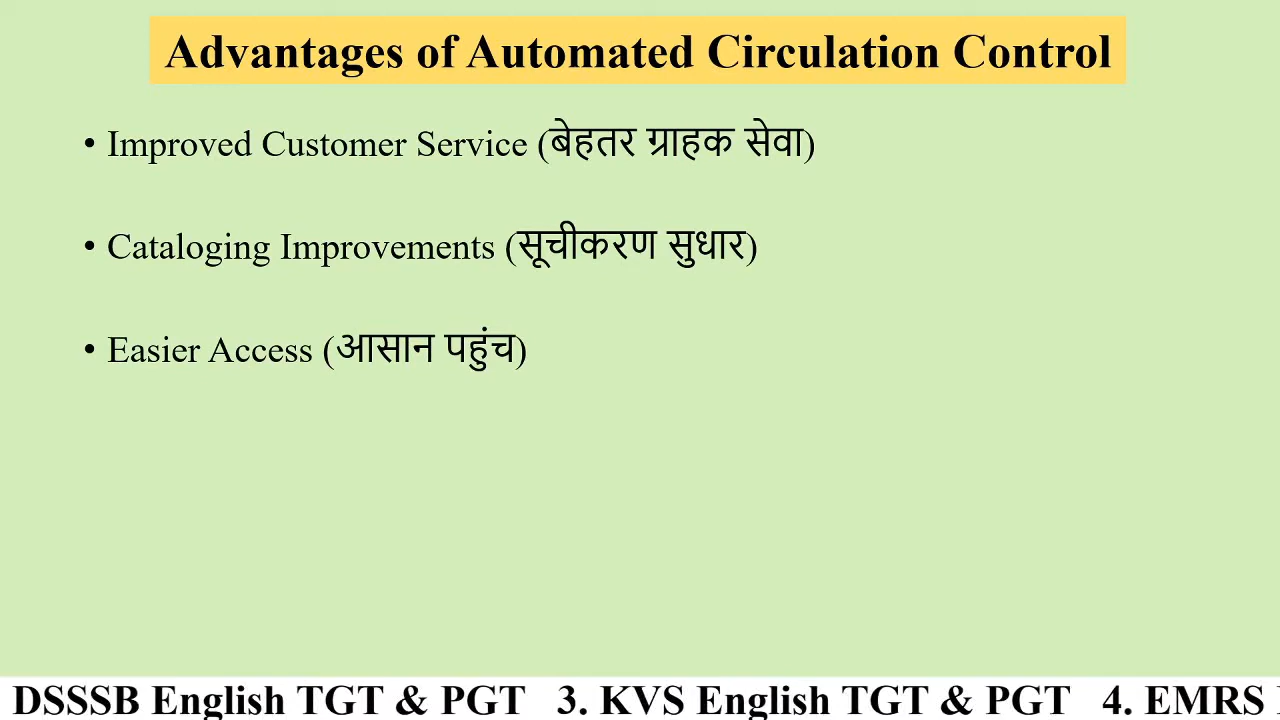 Advantages of Automated Circulation Control
• Improved Customer Service (बेहतर ग्राहक सेवा)
• Cataloging Improvements (सूचीकरण सुधार)
• Easier Access (आसान पहुंच)
DSSSB English TGT & PGT 3. KVS English TGT & PGT 4. EMRS